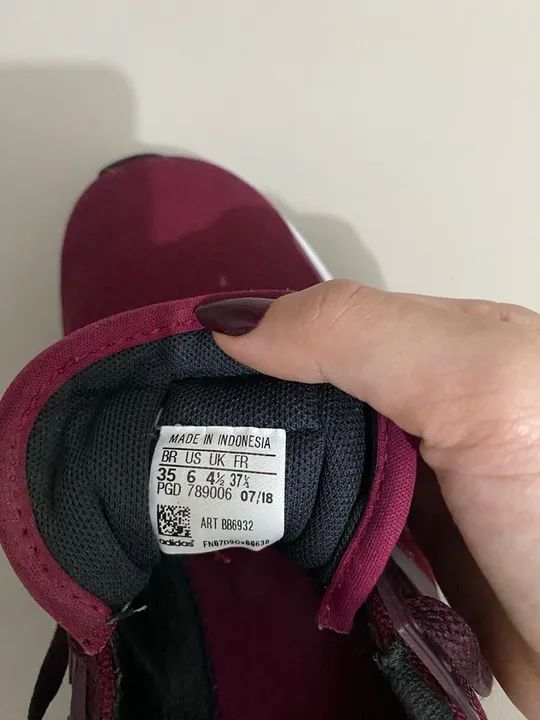 MADE IN INDONESIA
BR US UK FR
35 6 4½ 37⅓
PGD 789006 07/18
ART BB6932
adidas